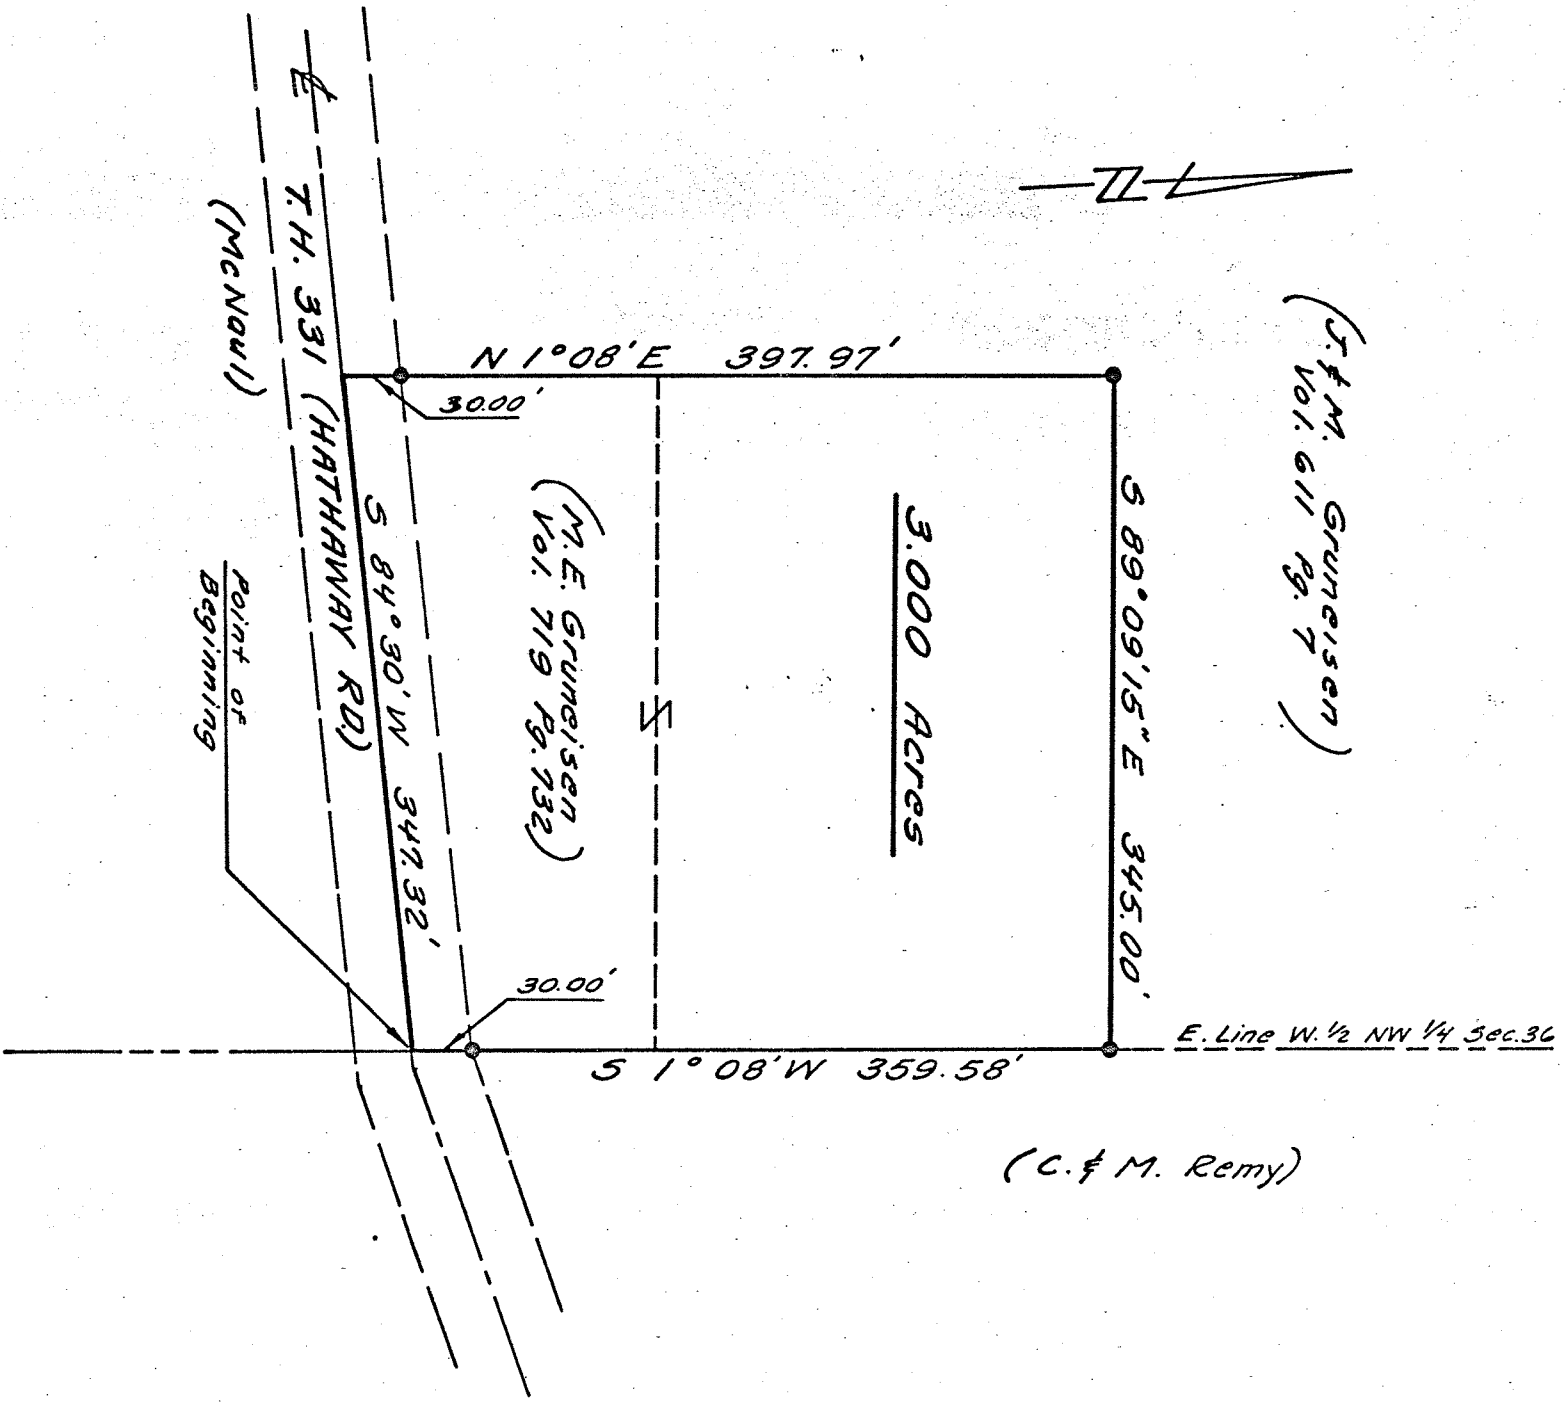 ℄ T.H. 331 (HATHAWAY RD.)
(McNaul)
N
N 1°08'E 397.97'
30.00'
(J. & M. Gruneisen
Vol. 611 Pg. 7)
S 89°09'15" E 345.00'
3.000 Acres
(M.E. Gruneisen
Vol. 719 Pg. 732)
S 84°30'W 347.32'
Point of
Beginning
30.00'
E. Line W. ½ NW ¼ Sec. 36
S 1°08'W 359.58'
(C. & M. Remy)